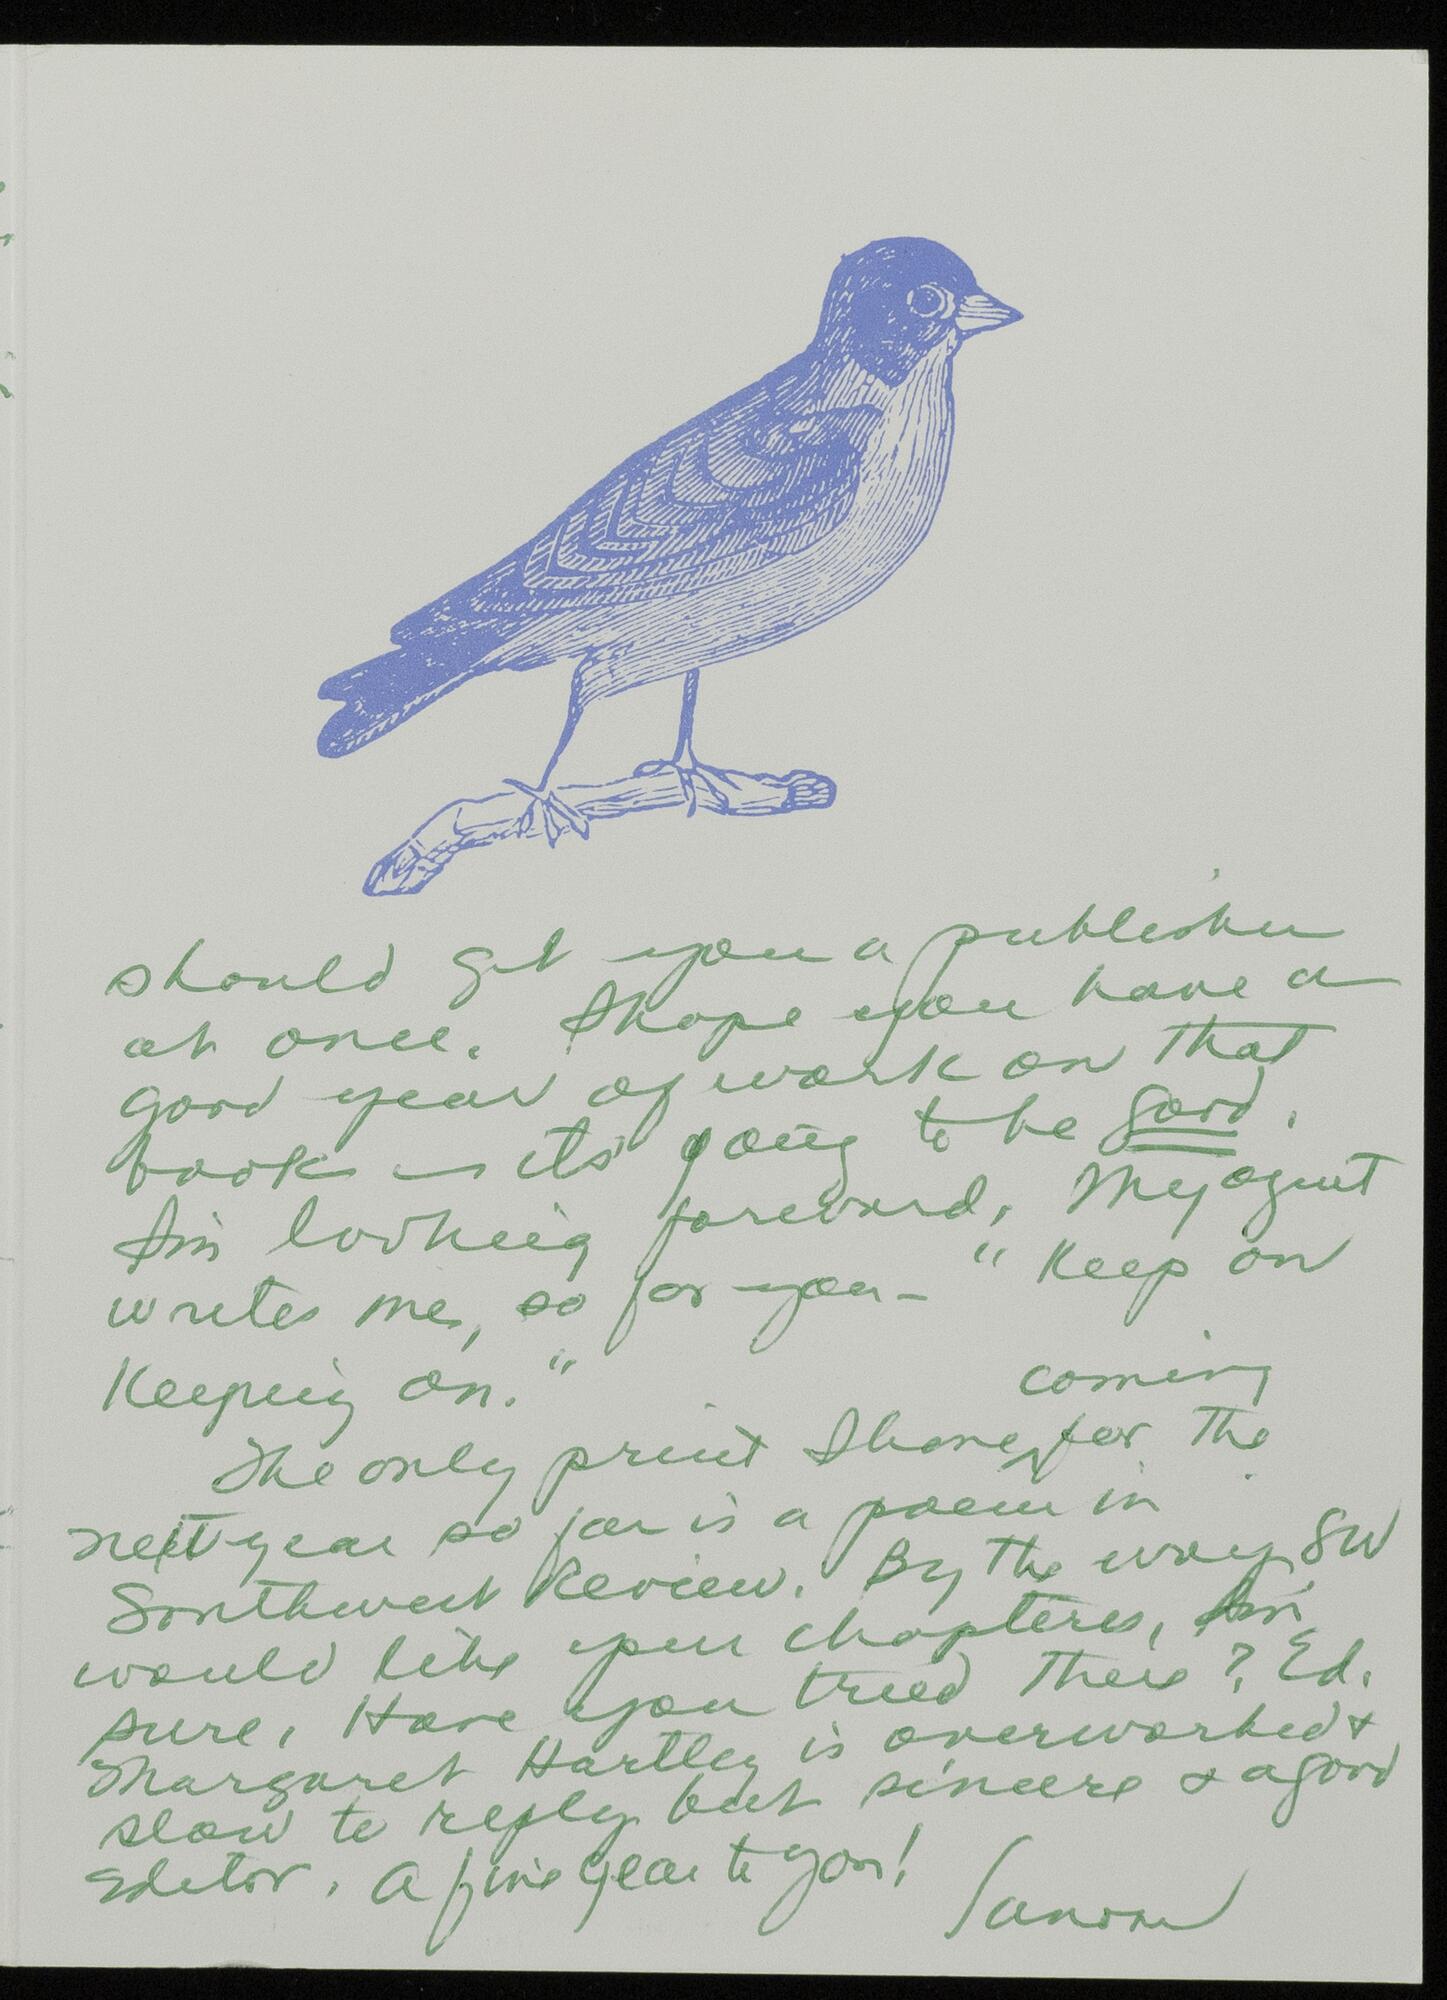 should get you a publisher
at once. I hope you have a
good year of work on that
book – its going to be good.
I'm looking foreward. My agent
writes me, so for you – "Keep on
Keeping on."
coming
The only print I have for the
next year so far is a poem in
Southwest Review. By the way SW
would like your chapters, I'm
sure. Have you tried there? Ed.
Margaret Hartley is overworked &
slow to reply but sincere & a good
Editor. A fine year to you!